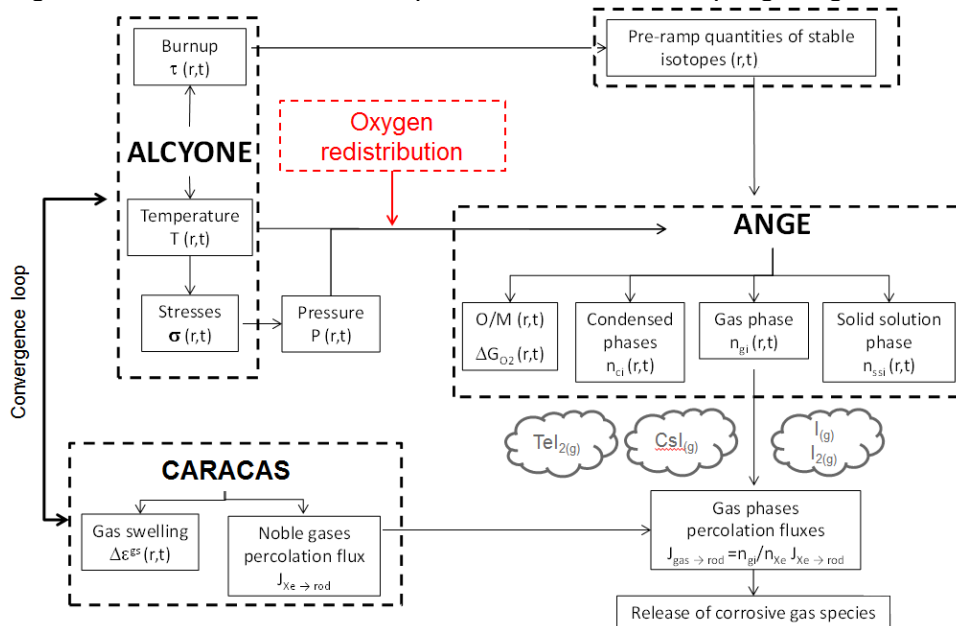 Burnup
τ (r,t)
Pre-ramp quantities of stable
isotopes (r,t)
Oxygen
redistribution
ALCYONE
Temperature
T (r,t)
ANGE
Stresses
σ (r,t)
Pressure
P (r,t)
O/M (r,t)
ΔG_O2 (r,t)
Condensed
phases
n_ci (r,t)
Gas phase
n_gi (r,t)
Solid solution
phase
n_ssi (r,t)
Convergence loop
TeI2(g)
CsI(g)
I(g)
I2(g)
CARACAS
Gas swelling
Δε^gs (r,t)
Noble gases
percolation flux
J_Xe → rod
Gas phases
percolation fluxes
J_gas → rod =n_gi/n_Xe J_Xe → rod
Release of corrosive gas species